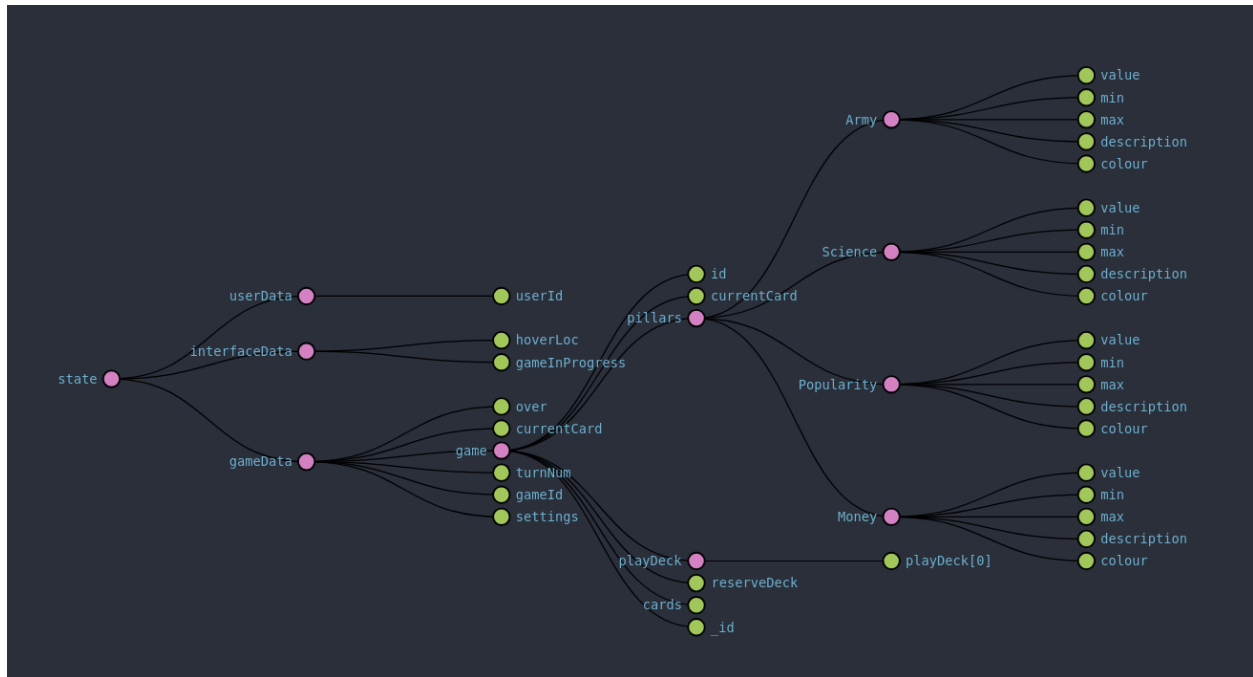 state
userData
userId
interfaceData
hoverLoc
gameInProgress
gameData
over
currentCard
game
id
currentCard
pillars
Army
value
min
max
description
colour
Science
value
min
max
description
colour
Popularity
value
min
max
description
colour
Money
value
min
max
description
colour
playDeck
playDeck[0]
reserveDeck
cards
_id
turnNum
gameId
settings